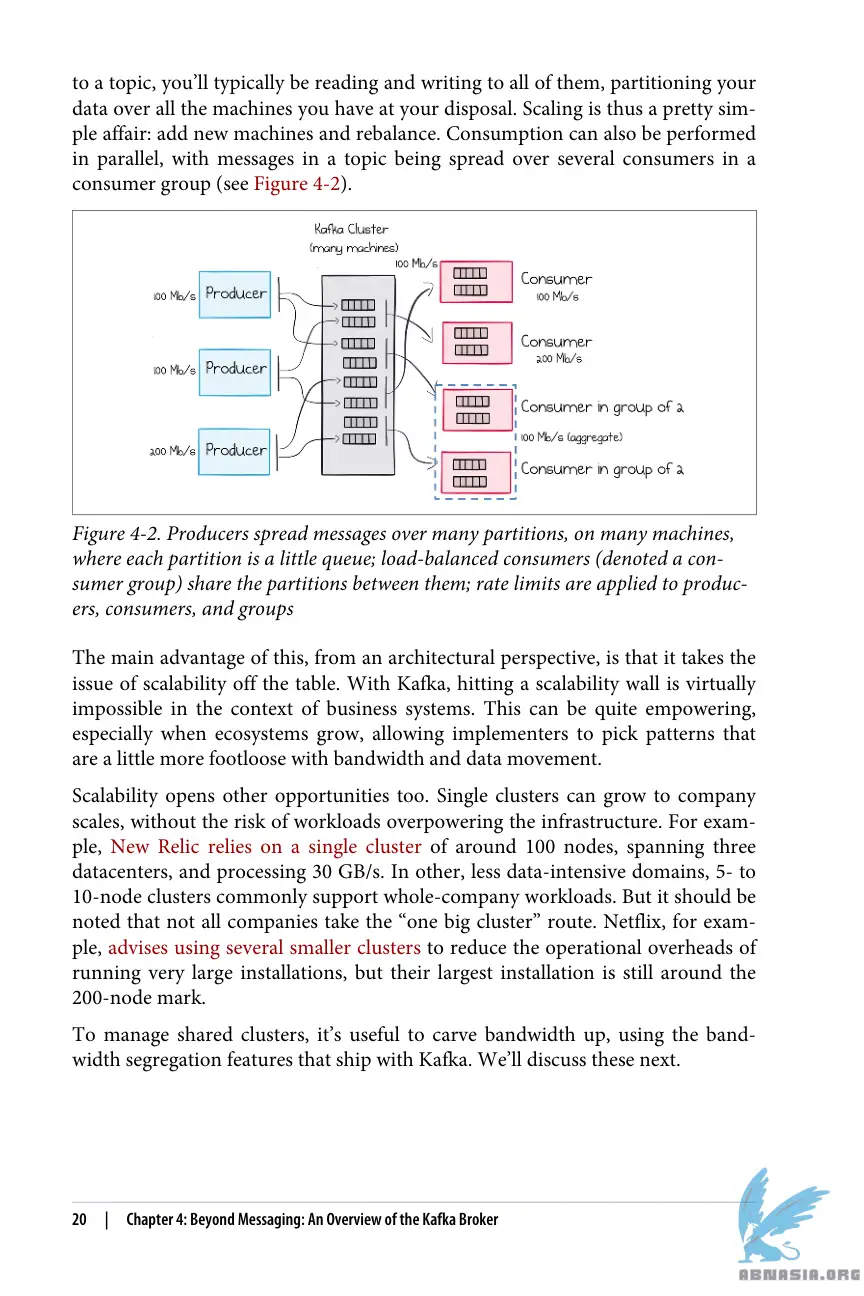 to a topic, you’ll typically be reading and writing to all of them, partitioning your
data over all the machines you have at your disposal. Scaling is thus a pretty sim-
ple affair: add new machines and rebalance. Consumption can also be performed
in parallel, with messages in a topic being spread over several consumers in a
consumer group (see Figure 4-2).
Kafka Cluster
(many machines)
100 Mb/s
100 Mb/s Producer
100 Mb/s Producer
200 Mb/s Producer
Consumer
100 Mb/s
Consumer
200 Mb/s
Consumer in group of 2
100 Mb/s (aggregate)
Consumer in group of 2
Figure 4-2. Producers spread messages over many partitions, on many machines,
where each partition is a little queue; load-balanced consumers (denoted a con-
sumer group) share the partitions between them; rate limits are applied to produc-
ers, consumers, and groups
The main advantage of this, from an architectural perspective, is that it takes the
issue of scalability off the table. With Kafka, hitting a scalability wall is virtually
impossible in the context of business systems. This can be quite empowering,
especially when ecosystems grow, allowing implementers to pick patterns that
are a little more footloose with bandwidth and data movement.
Scalability opens other opportunities too. Single clusters can grow to company
scales, without the risk of workloads overpowering the infrastructure. For exam-
ple, New Relic relies on a single cluster of around 100 nodes, spanning three
datacenters, and processing 30 GB/s. In other, less data-intensive domains, 5- to
10-node clusters commonly support whole-company workloads. But it should be
noted that not all companies take the “one big cluster” route. Netflix, for exam-
ple, advises using several smaller clusters to reduce the operational overheads of
running very large installations, but their largest installation is still around the
200-node mark.
To manage shared clusters, it’s useful to carve bandwidth up, using the band-
width segregation features that ship with Kafka. We’ll discuss these next.
20 | Chapter 4: Beyond Messaging: An Overview of the Kafka Broker
ABNASIA.ORG